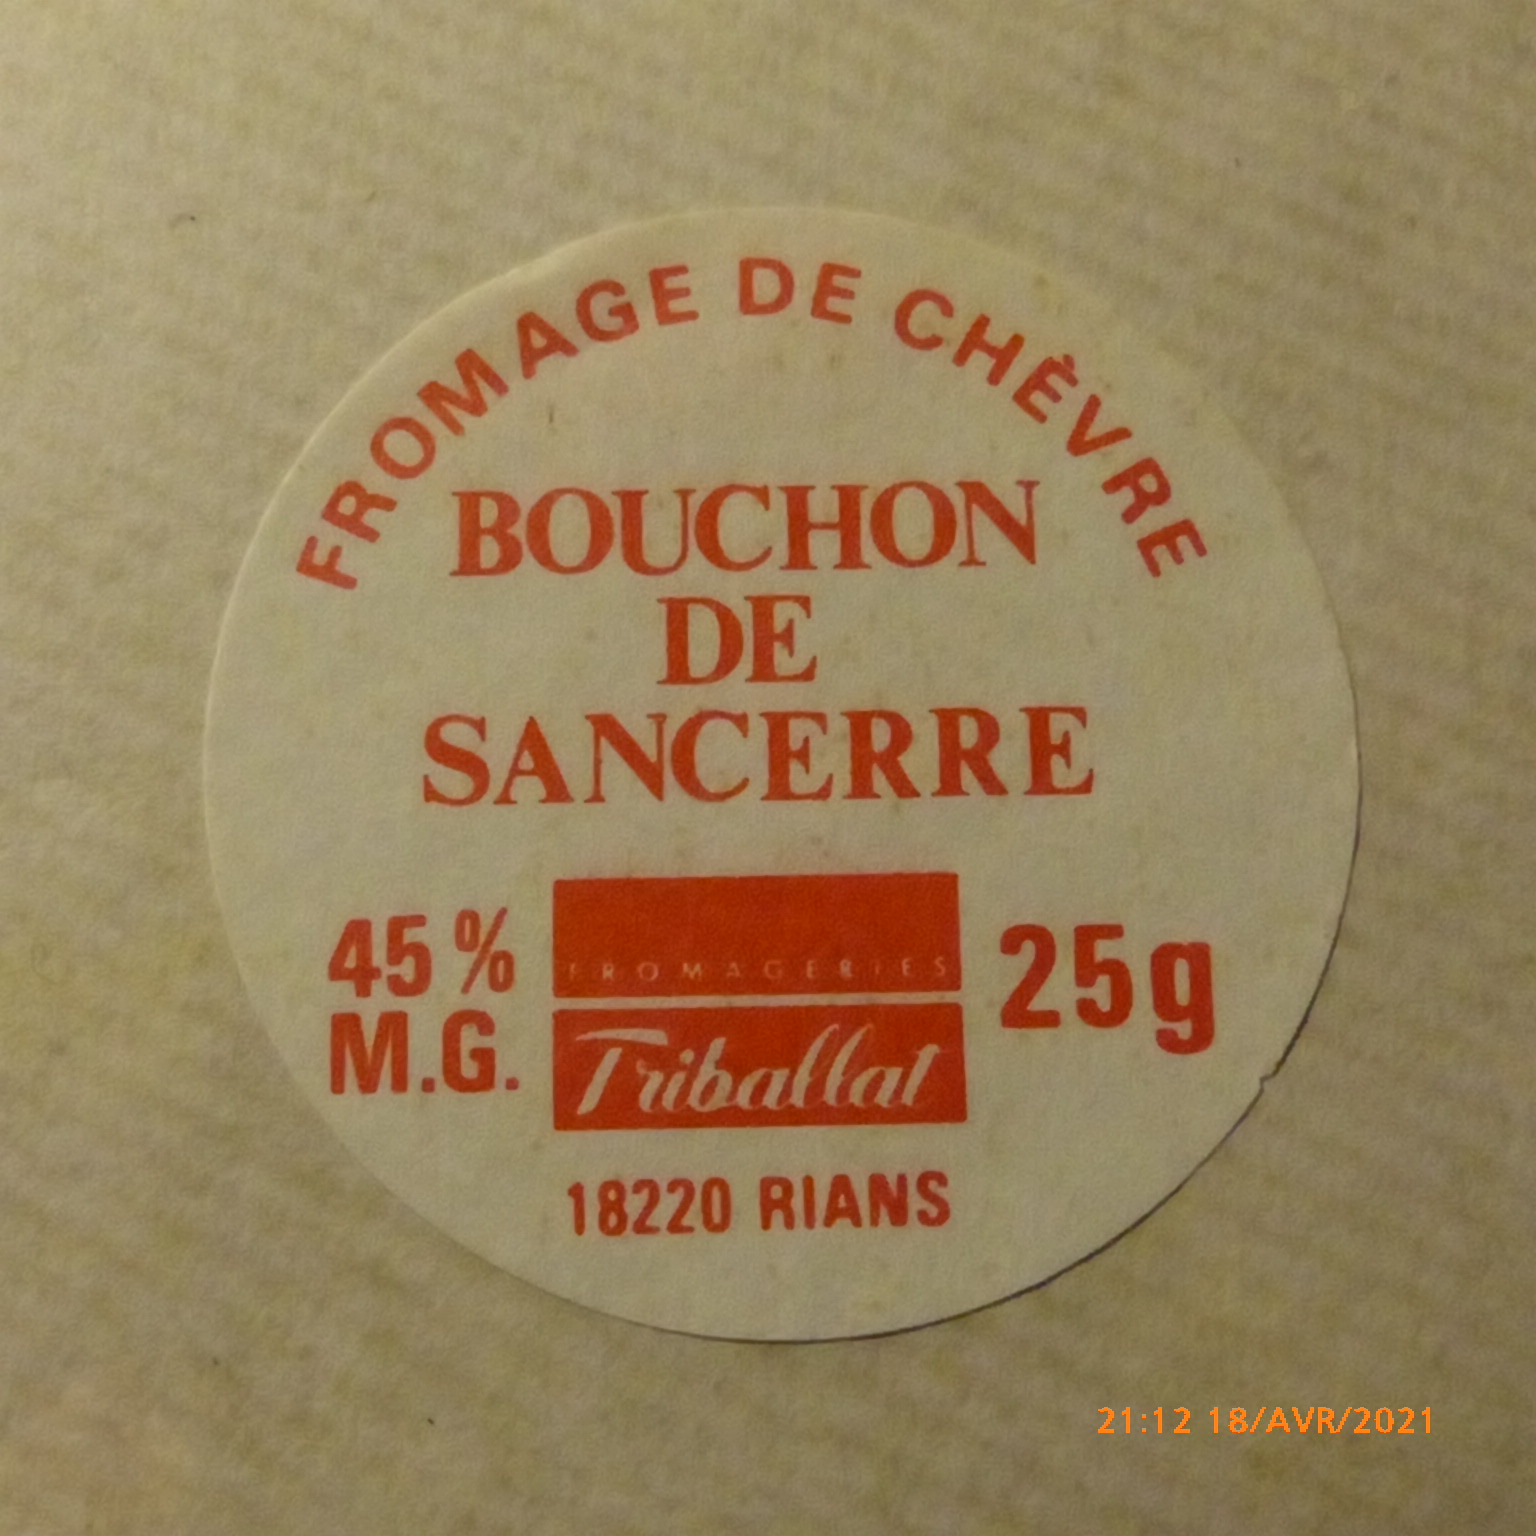 FROMAGE DE CHÈVRE
BOUCHON
DE
SANCERRE
45% M.G.
FROMAGERIES
Triballat
25g
18220 RIANS
21:12 18/AVR/2021